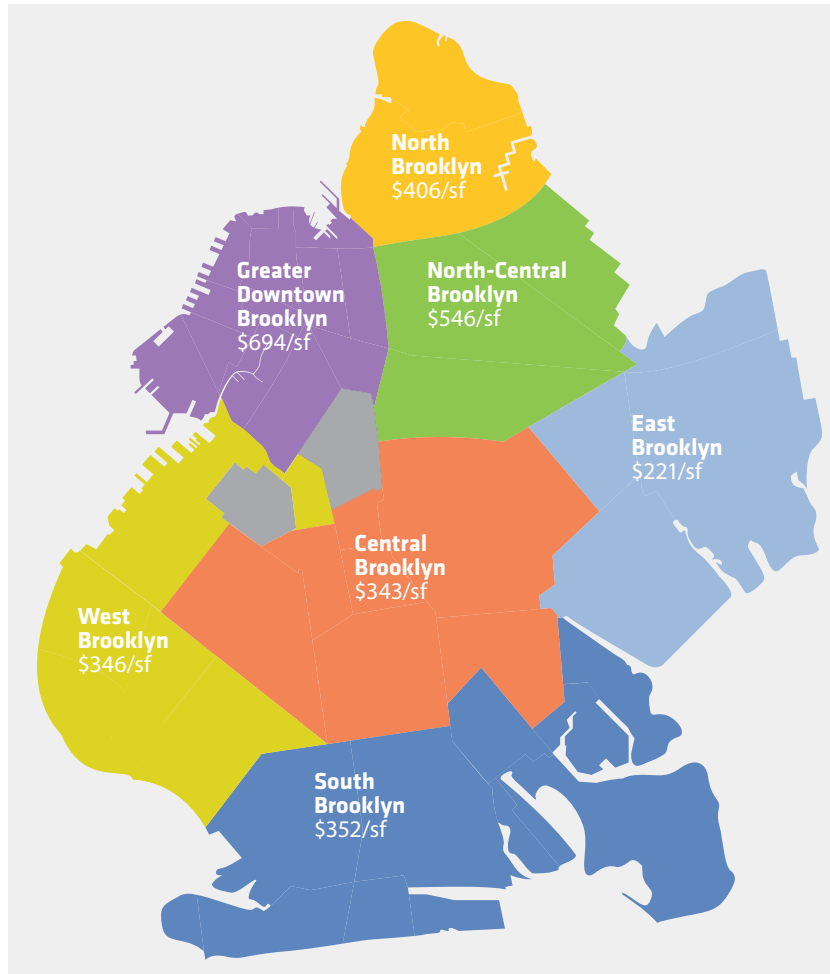 North
Brooklyn
$406/sf
Greater
Downtown
Brooklyn
$694/sf
North-Central
Brooklyn
$546/sf
East
Brooklyn
$221/sf
Central
Brooklyn
$343/sf
West
Brooklyn
$346/sf
South
Brooklyn
$352/sf